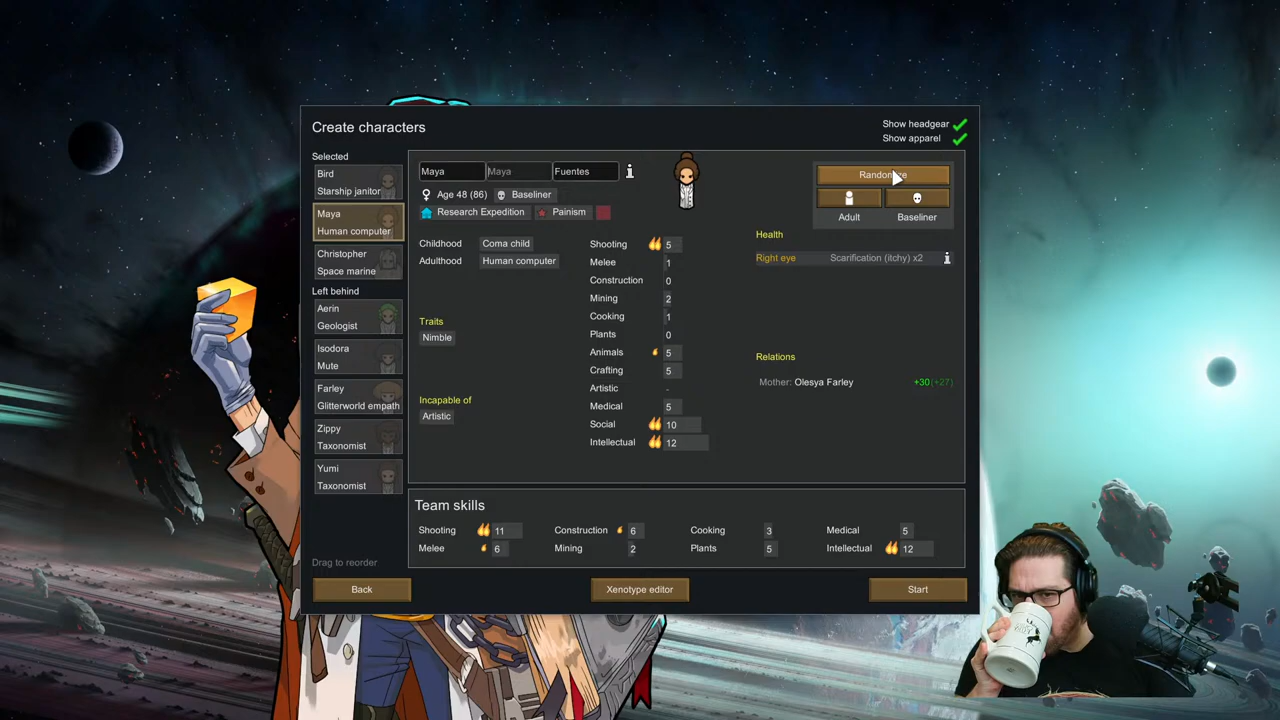 Create characters
Show headgear
Show apparel
Selected
Bird
Starship janitor
Maya
Human computer
Christopher
Space marine
Left behind
Aerin
Geologist
Isodora
Mute
Farley
Glitterworld empath
Zippy
Taxonomist
Yumi
Taxonomist
Drag to reorder
Maya Maya Fuentes
Age 48 (86) Baseliner
Research Expedition Painism
Childhood Coma child
Adulthood Human computer
Traits
Nimble
Incapable of
Artistic
Shooting 5
Melee 1
Construction 0
Mining 2
Cooking 1
Plants 0
Animals 5
Crafting 5
Artistic -
Medical 5
Social 10
Intellectual 12
Randomize
Adult Baseliner
Health
Right eye Scarification (itchy) x2
Relations
Mother: Olesya Farley +30 (+27)
Team skills
Shooting 11 Construction 6 Cooking 3 Medical 5
Melee 6 Mining 2 Plants 5 Intellectual 12
Back Xenotype editor Start